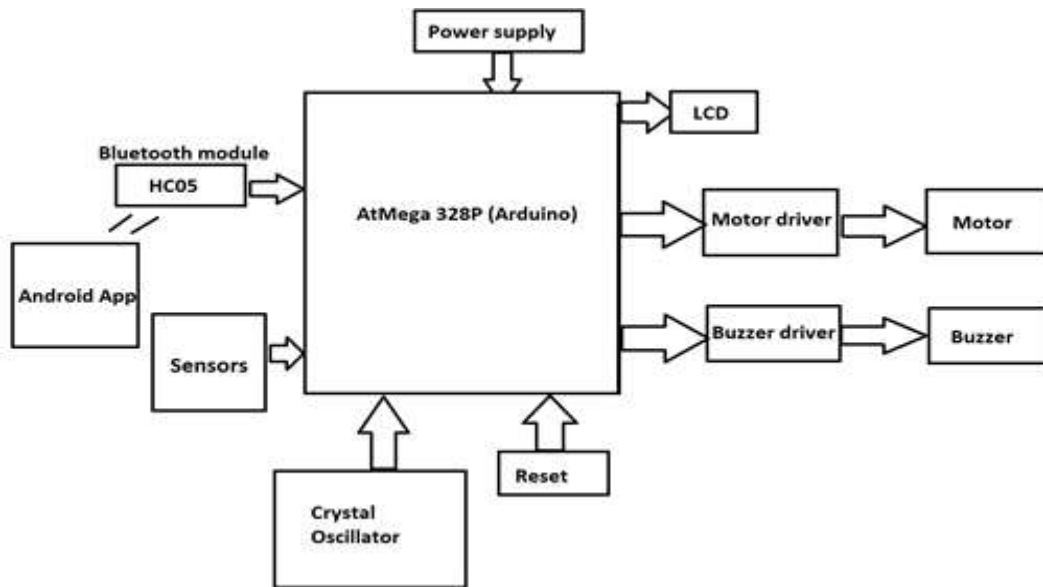 Power supply
LCD
Bluetooth module
HC05
AtMega 328P (Arduino)
Motor driver
Motor
Android App
Sensors
Buzzer driver
Buzzer
Reset
Crystal
Oscillator